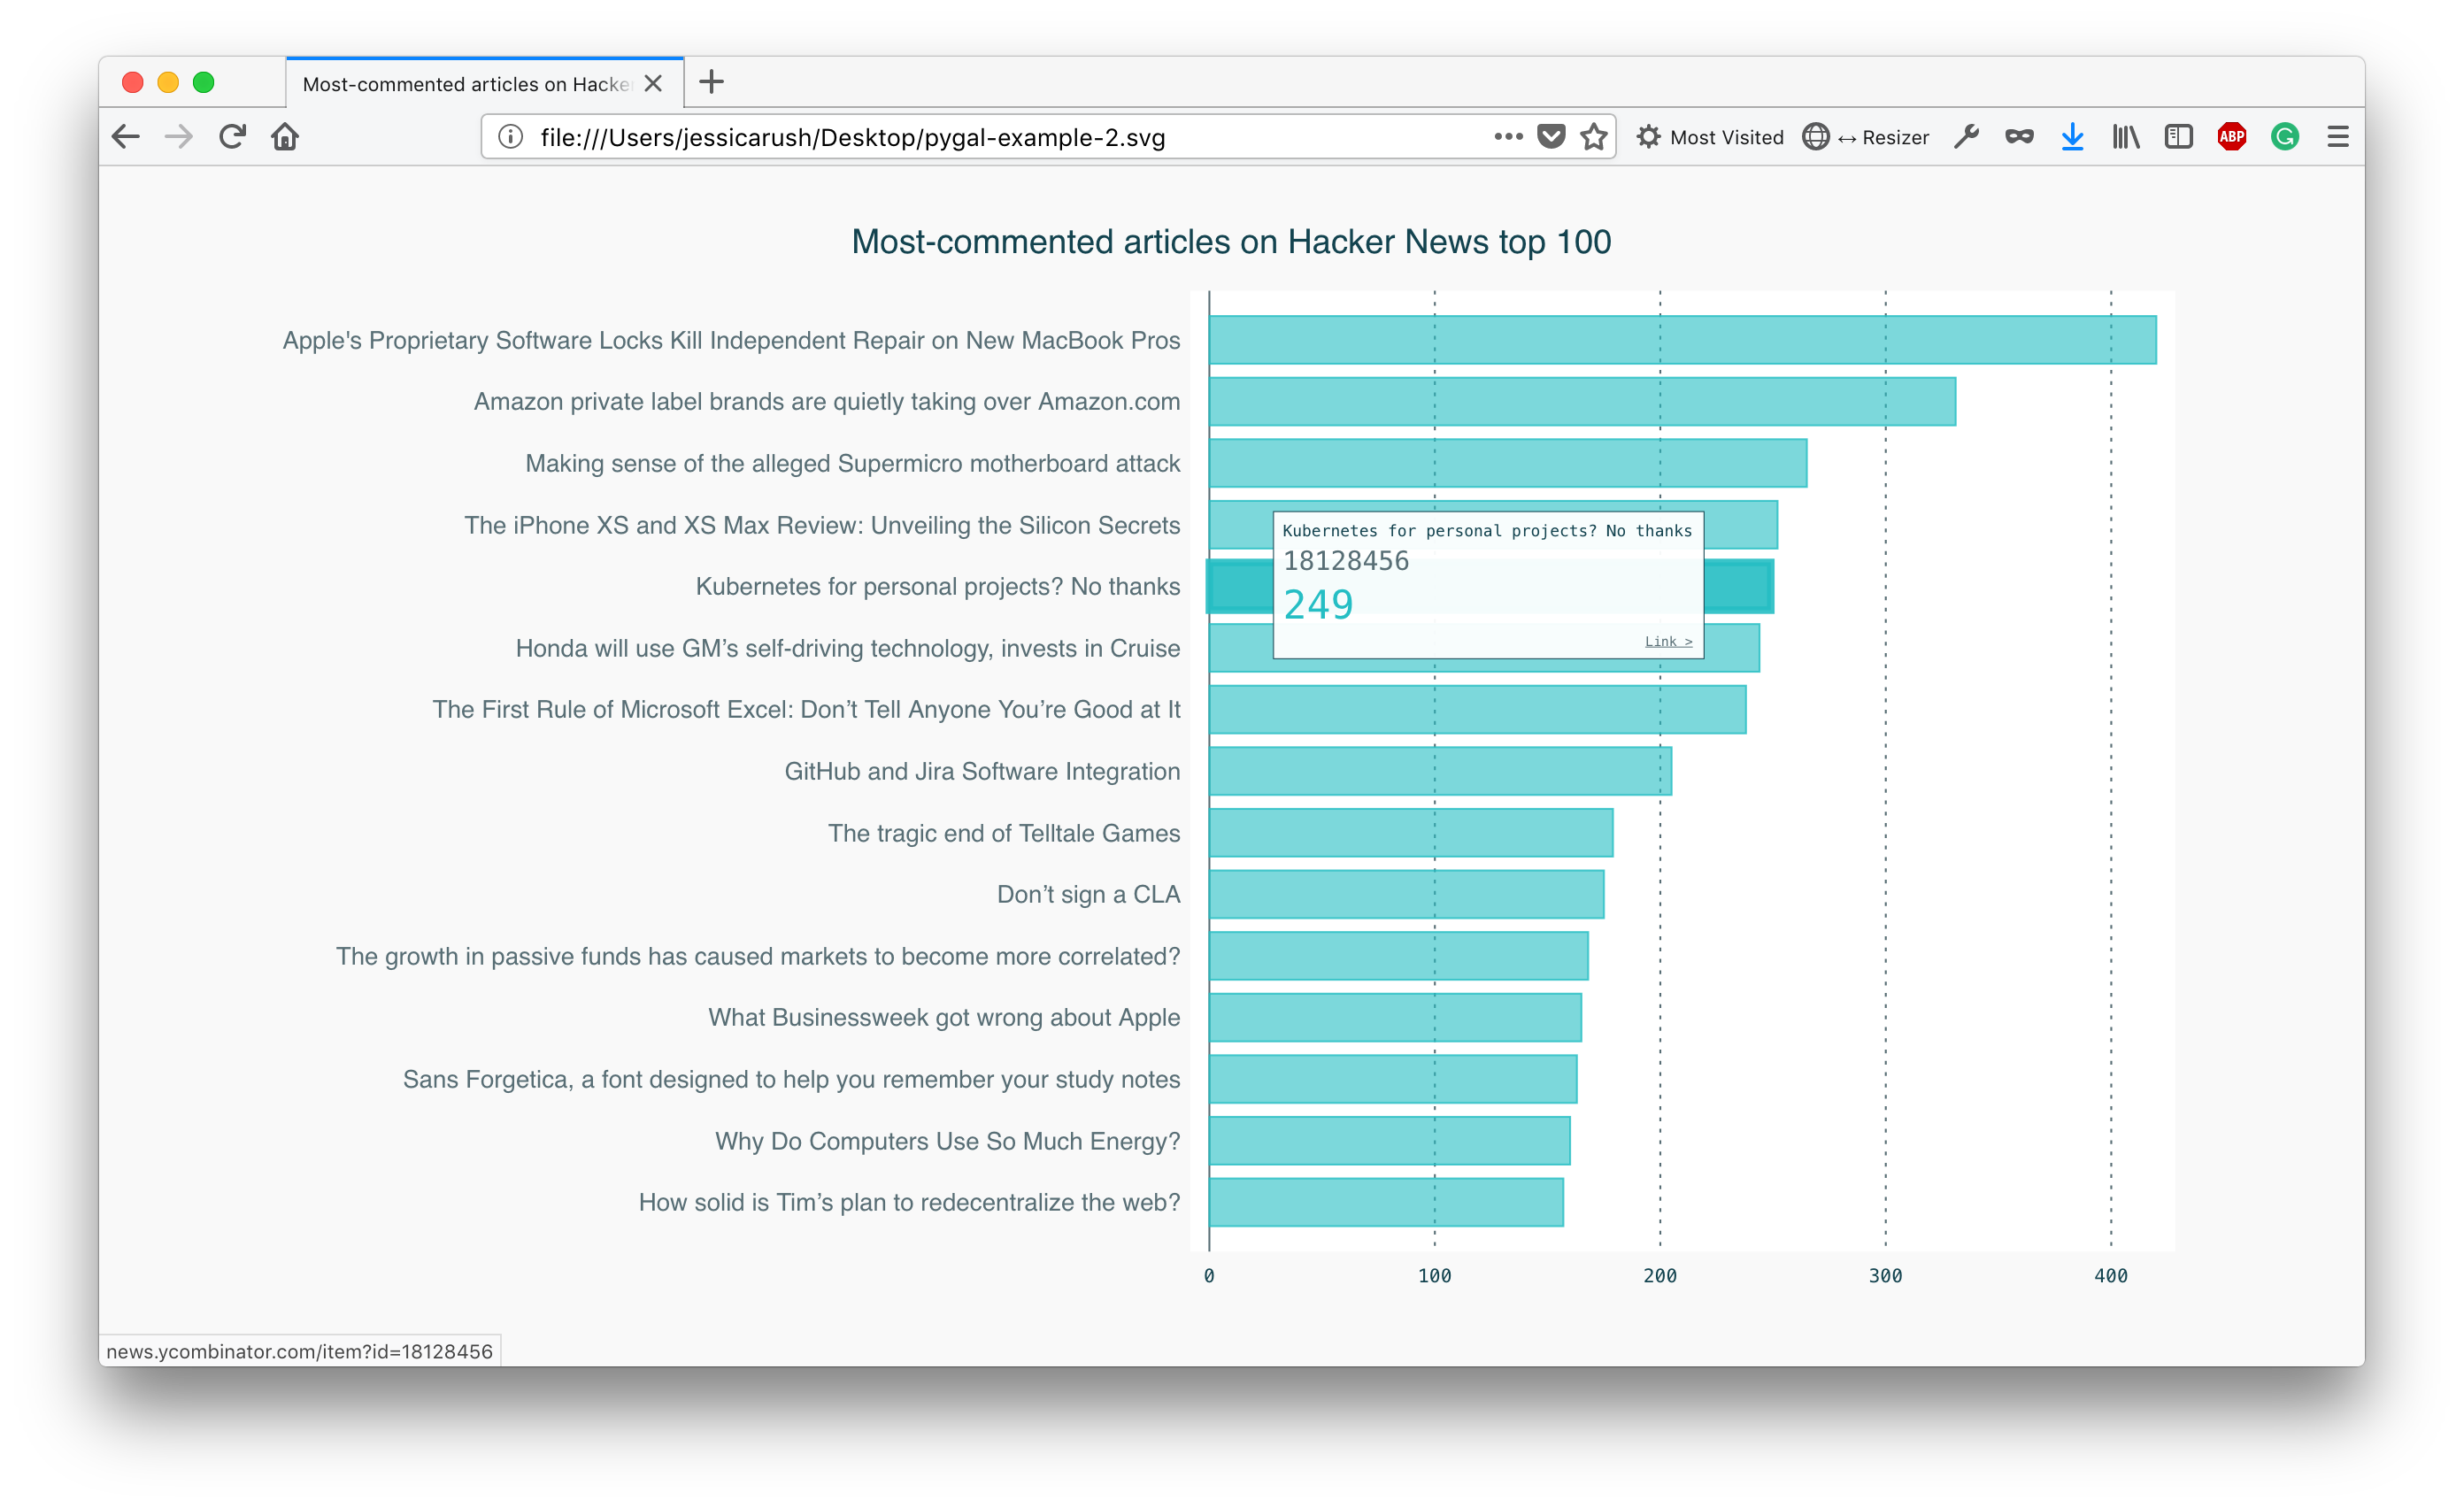 Most-commented articles on Hacke
file:///Users/jessicarush/Desktop/pygal-example-2.svg
Most Visited
↔ Resizer
ABP
Most-commented articles on Hacker News top 100
Apple's Proprietary Software Locks Kill Independent Repair on New MacBook Pros
Amazon private label brands are quietly taking over Amazon.com
Making sense of the alleged Supermicro motherboard attack
The iPhone XS and XS Max Review: Unveiling the Silicon Secrets
Kubernetes for personal projects? No thanks
Honda will use GM’s self-driving technology, invests in Cruise
The First Rule of Microsoft Excel: Don’t Tell Anyone You’re Good at It
GitHub and Jira Software Integration
The tragic end of Telltale Games
Don’t sign a CLA
The growth in passive funds has caused markets to become more correlated?
What Businessweek got wrong about Apple
Sans Forgetica, a font designed to help you remember your study notes
Why Do Computers Use So Much Energy?
How solid is Tim’s plan to redecentralize the web?
Kubernetes for personal projects? No thanks
18128456
249
Link >
0 100 200 300 400
news.ycombinator.com/item?id=18128456